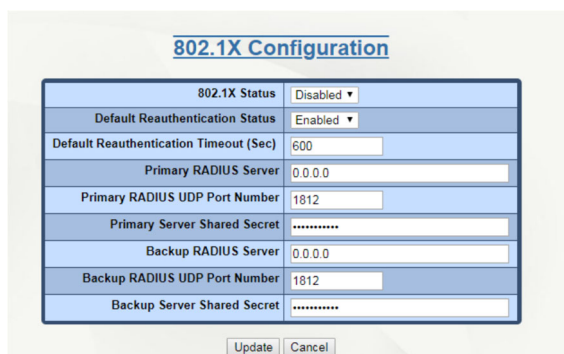 802.1X Configuration
802.1X Status Disabled ▼
Default Reauthentication Status Enabled ▼
Default Reauthentication Timeout (Sec) 600
Primary RADIUS Server 0.0.0.0
Primary RADIUS UDP Port Number 1812
Primary Server Shared Secret •••••••••••
Backup RADIUS Server 0.0.0.0
Backup RADIUS UDP Port Number 1812
Backup Server Shared Secret •••••••••••
Update Cancel